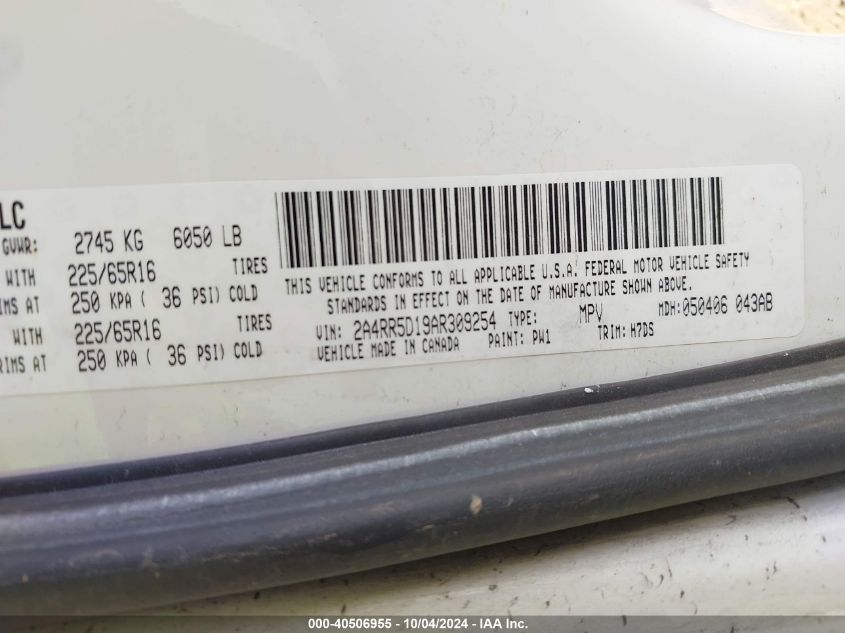 LC
GVWR: 2745 KG 6050 LB
WITH 225/65R16 TIRES
RIMS AT 250 KPA ( 36 PSI) COLD
WITH 225/65R16 TIRES
RIMS AT 250 KPA ( 36 PSI) COLD
THIS VEHICLE CONFORMS TO ALL APPLICABLE U.S.A. FEDERAL MOTOR VEHICLE SAFETY
STANDARDS IN EFFECT ON THE DATE OF MANUFACTURE SHOWN ABOVE.
VIN: 2A4RR5D19AR309254 TYPE: MPV MDH:050406 043AB
VEHICLE MADE IN CANADA PAINT: PW1 TRIM: H7DS
000-40506955 - 10/04/2024 - IAA Inc.